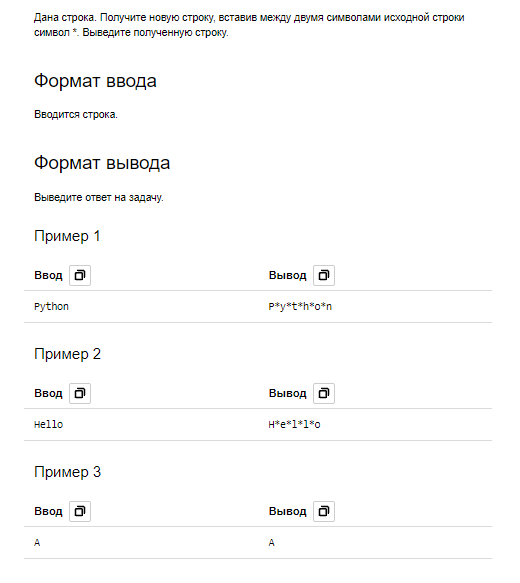 Дана строка. Получите новую строку, вставив между двумя символами исходной строки
символ *. Выведите полученную строку.
Формат ввода
Вводится строка.
Формат вывода
Выведите ответ на задачу.
Пример 1
Ввод Вывод
Python P*y*t*h*o*n
Пример 2
Ввод Вывод
Hello H*e*l*l*o
Пример 3
Ввод Вывод
A A